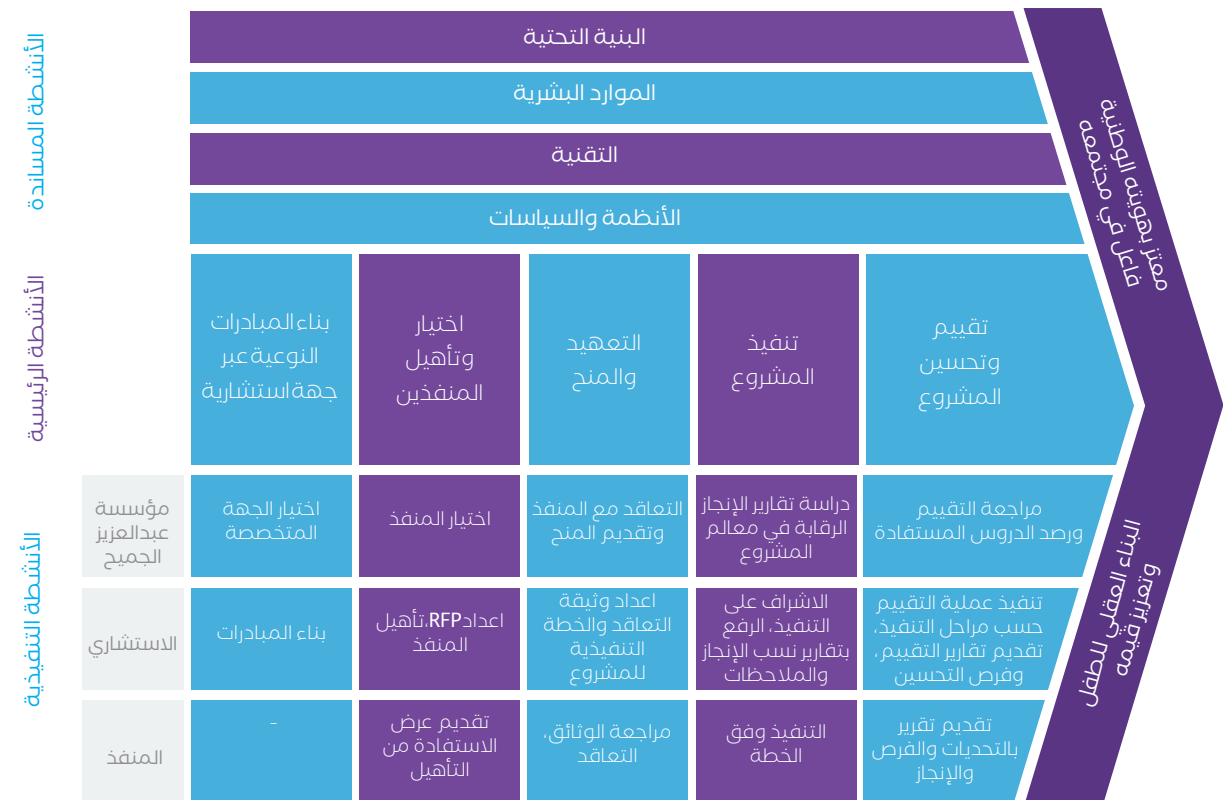 الأنشطة المساندة
البنية التحتية
الموارد البشرية
التقنية
الأنظمة والسياسات
معتز بهويته الوطنية
فاعل في مجتمعه
الأنشطة الرئيسية
بناء المبادرات
النوعية عبر
جهة استشارية
اختيار
وتأهيل
المنفذين
التعهيد
والمنح
تنفيذ
المشروع
تقييم
وتحسين
المشروع
البناء العقلي للطفل
وتعزيز قيمه
الأنشطة التنفيذية
مؤسسة
عبدالعزيز
الجميح
اختيار الجهة
المتخصصة
اختيار المنفذ
التعاقد مع المنفذ
وتقديم المنح
دراسة تقارير الإنجاز
الرقابة في معالم
المشروع
مراجعة التقييم
ورصد الدروس المستفادة
الاستشاري
بناء المبادرات
اعدادRFP،تأهيل
المنفذ
اعداد وثيقة
التعاقد والخطة
التنفيذية
للمشروع
الاشراف على
التنفيذ، الرفع
بتقارير نسب الإنجاز
والملاحظات
تنفيذ عملية التقييم
حسب مراحل التنفيذ،
تقديم تقارير التقييم ،
وفرص التحسين
المنفذ
-
تقديم عرض
الاستفادة من
التأهيل
مراجعة الوثائق،
التعاقد
التنفيذ وفق
الخطة
تقديم تقرير
بالتحديات والفرص
والإنجاز